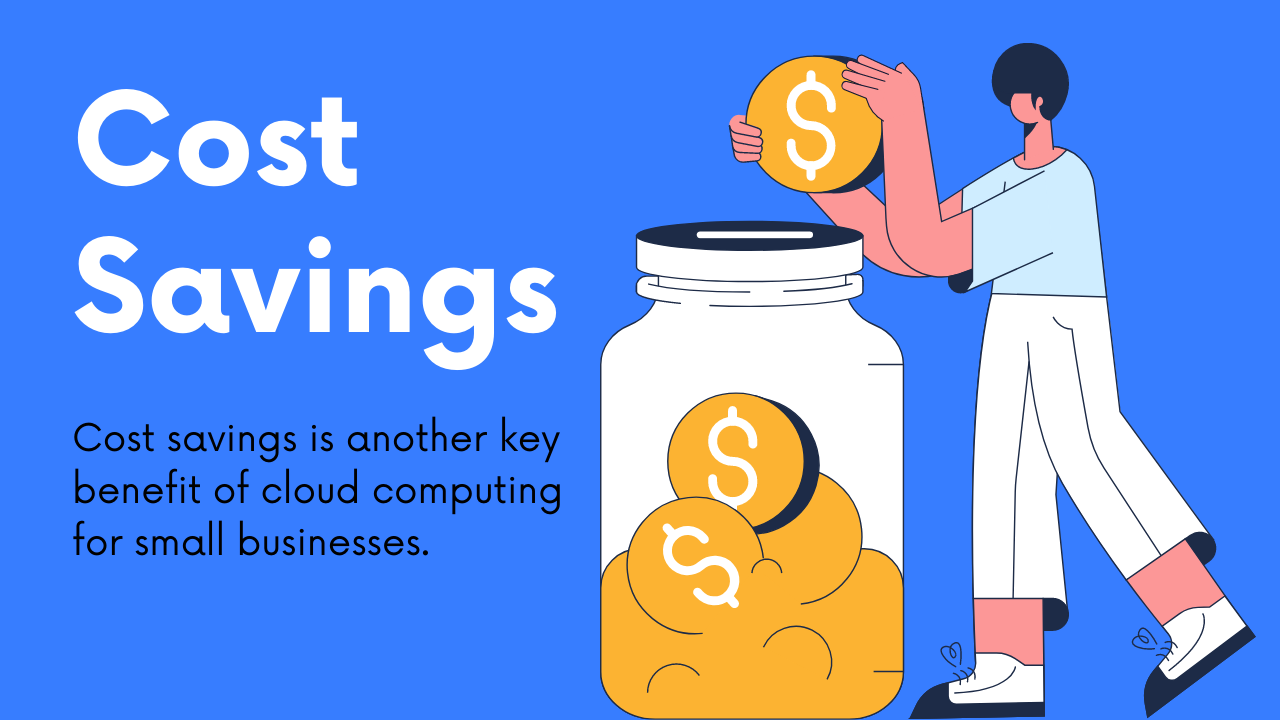 Cost
Savings
Cost savings is another key
benefit of cloud computing
for small businesses.
$
$
$